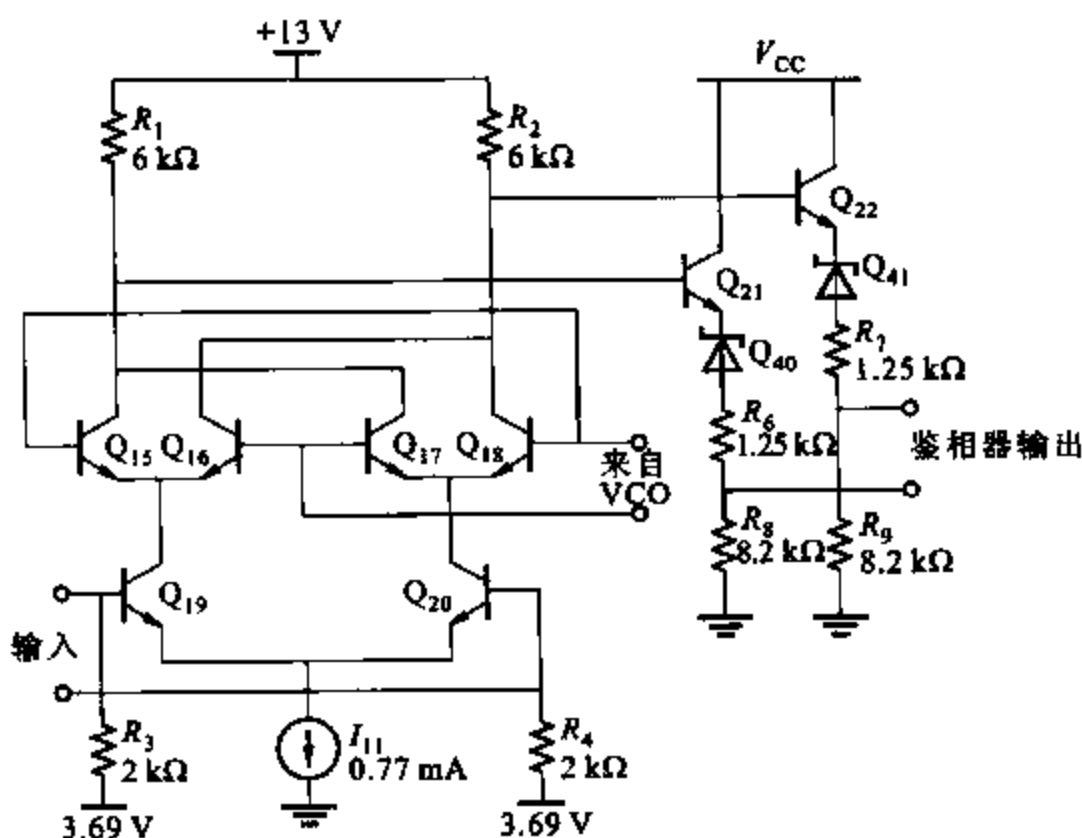 +13 V
V_CC
R_1
6 kΩ
R_2
6 kΩ
Q_22
Q_41
Q_21
Q_40
R_7
1.25 kΩ
R_6
1.25 kΩ
Q_15
Q_16
Q_17
Q_18
来自
VCO
鉴相器输出
R_8
8.2 kΩ
R_9
8.2 kΩ
Q_19
Q_20
输入
R_3
2 kΩ
I_11
0.77 mA
R_4
2 kΩ
3.69 V
3.69 V